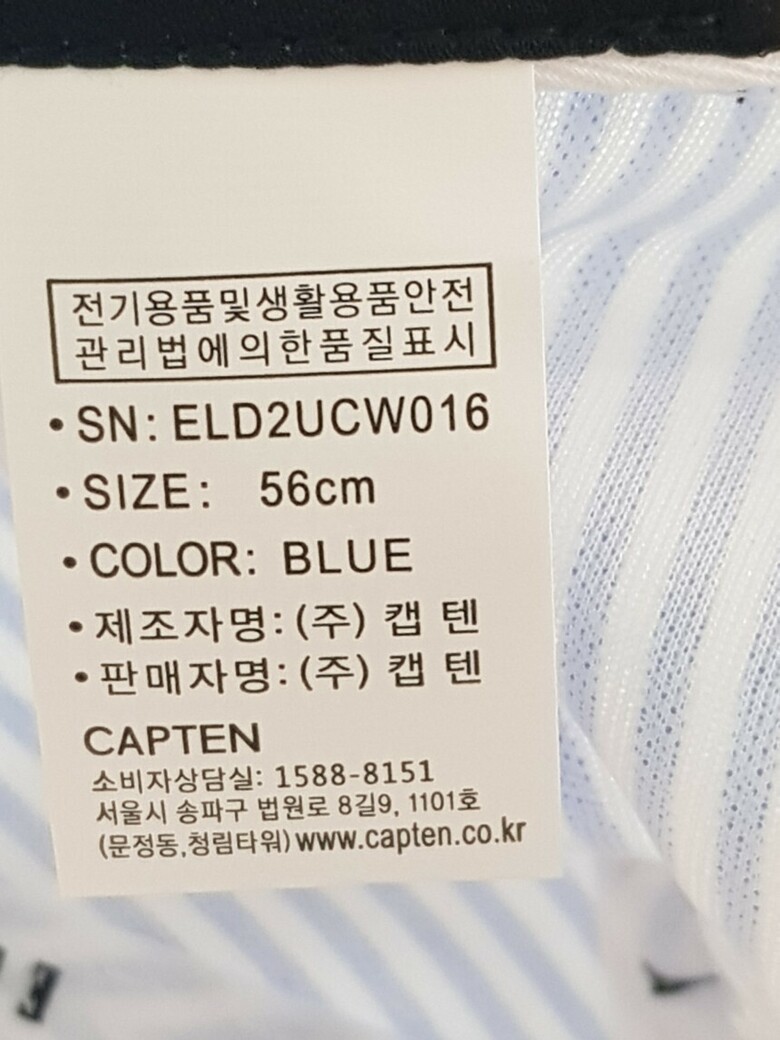 전기용품및생활용품안전
관리법에의한품질표시
• SN: ELD2UCW016
• SIZE: 56cm
• COLOR: BLUE
• 제조자명: (주) 캡 텐
• 판매자명: (주) 캡 텐
CAPTEN
소비자상담실: 1588-8151
서울시 송파구 법원로 8길9, 1101호
(문정동,청림타워) www.capten.co.kr